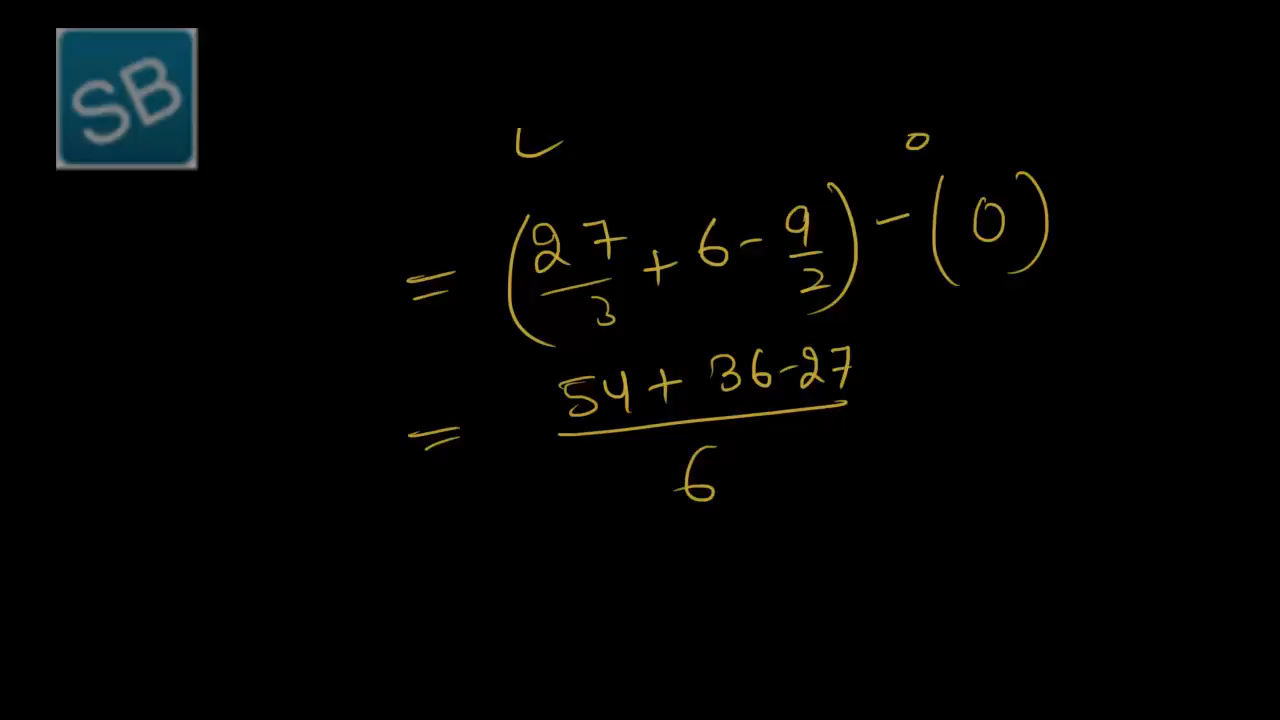 SB
= (27/3 + 6 - 9/2) - (0)
= (54 + 36 - 27)/6